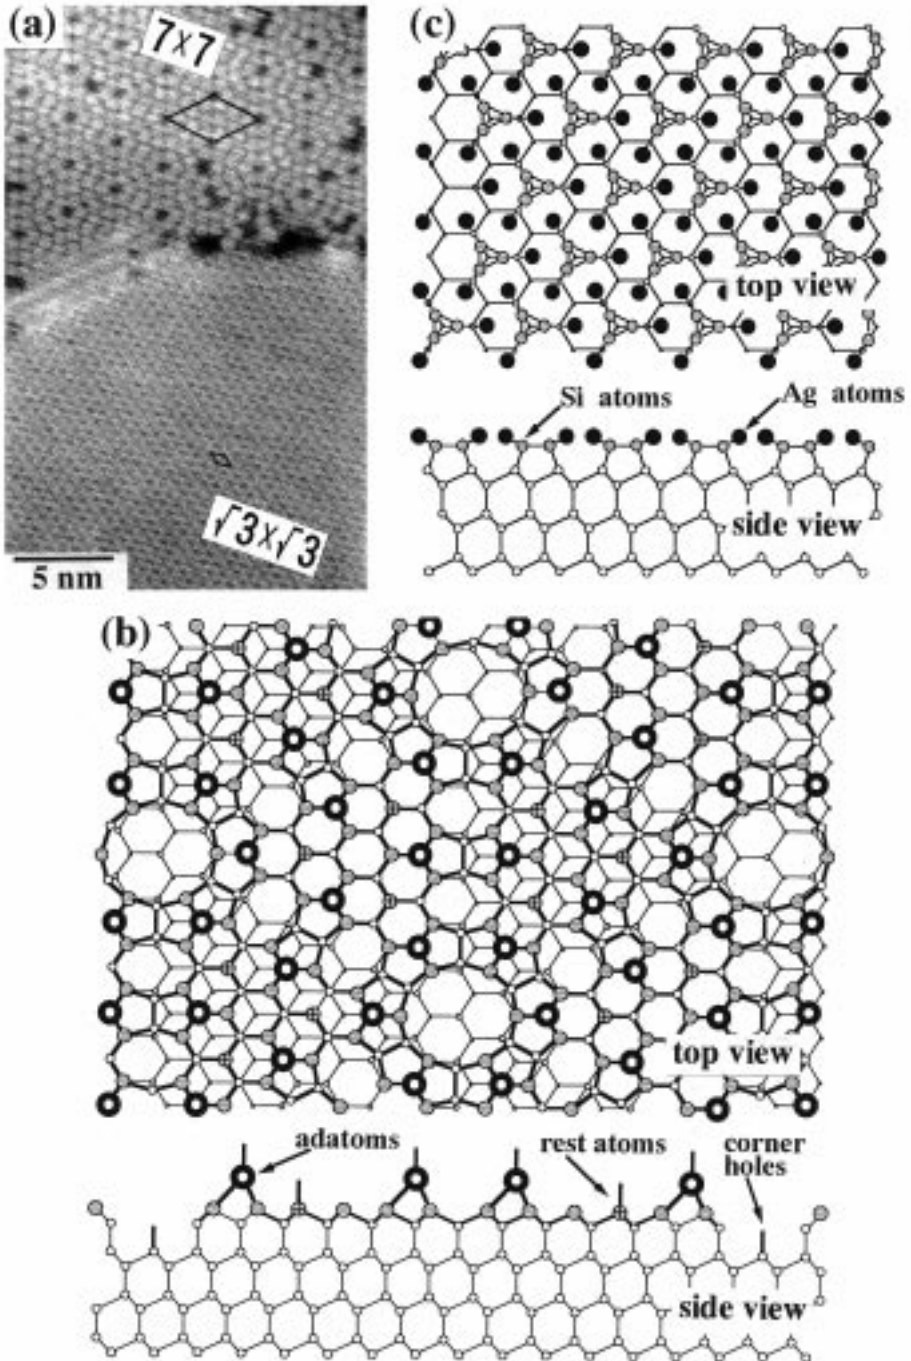 (a)
7×7
√3×√3
5 nm
(c)
top view
Si atoms
Ag atoms
side view
(b)
top view
adatoms
rest atoms
corner
holes
side view